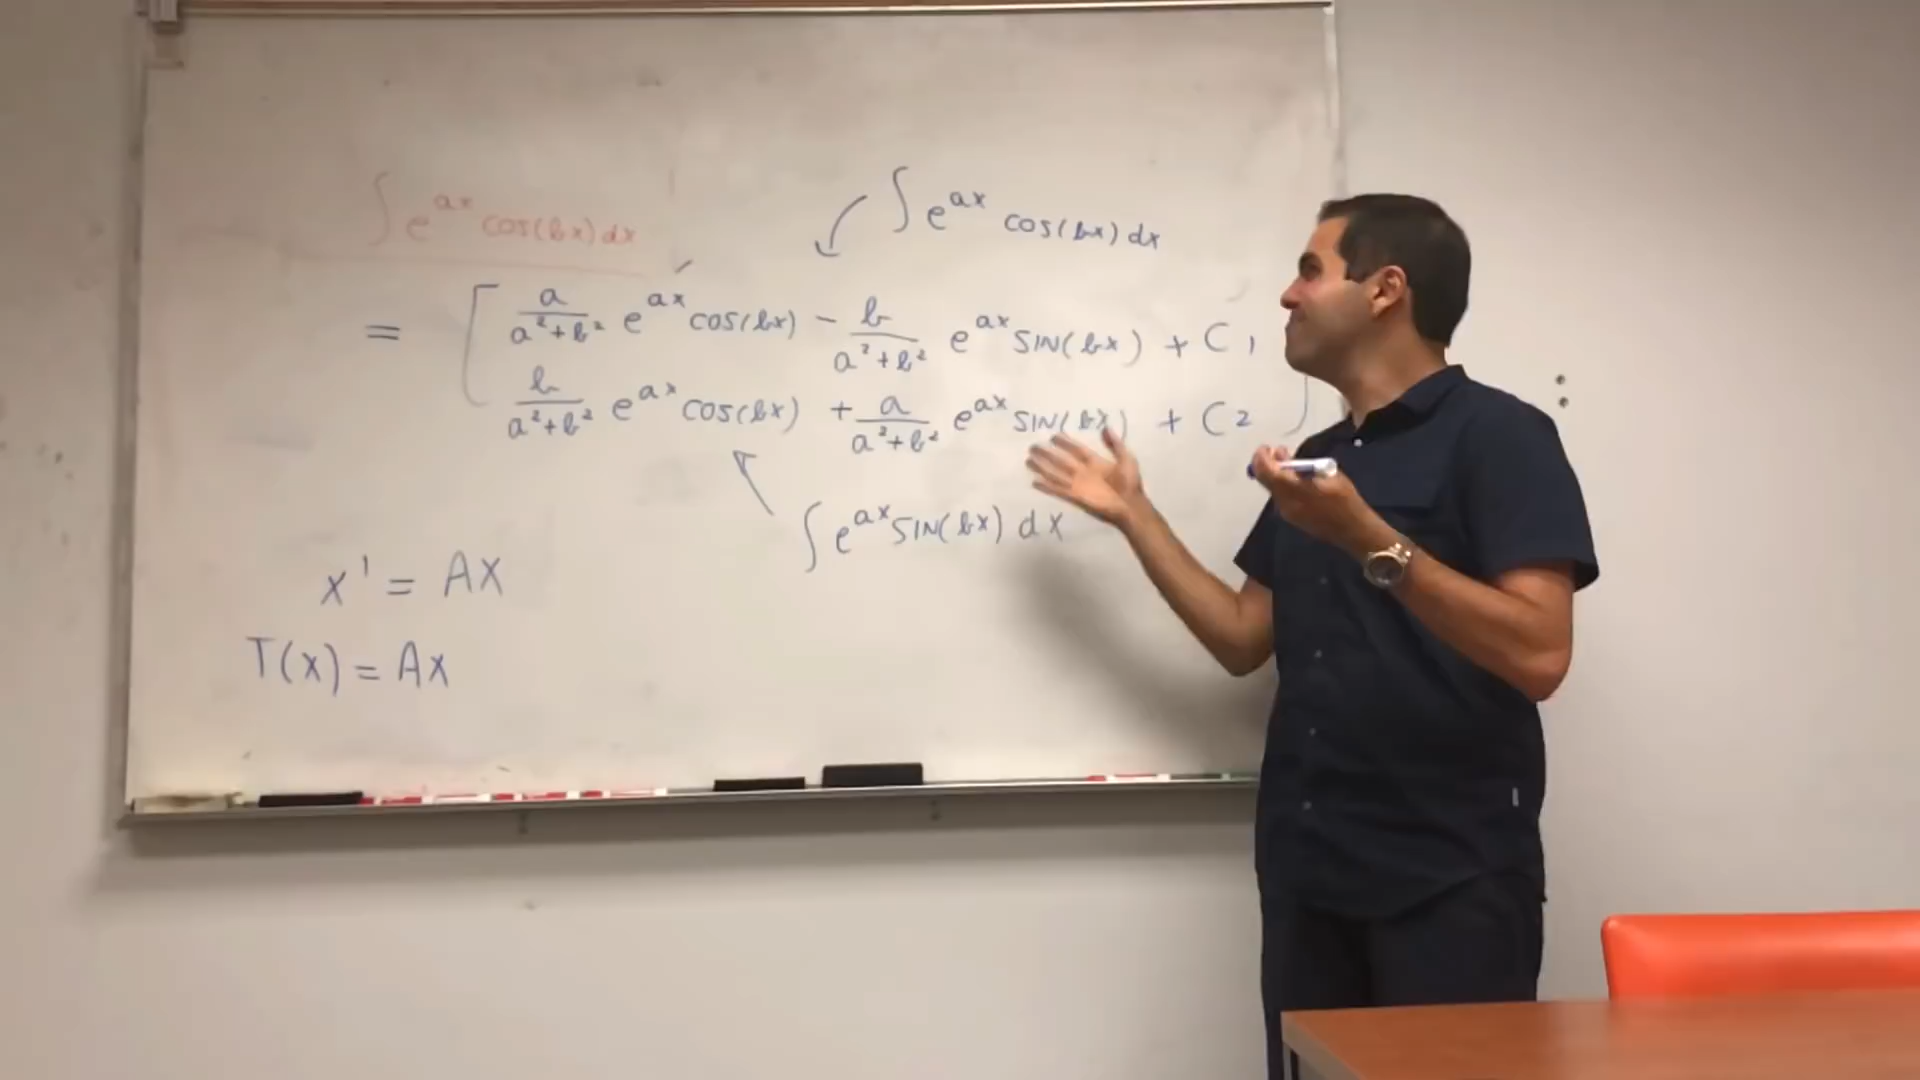 ∫ e^{ax} cos(bx) dx
∫ e^{ax} cos(bx) dx
= [ a/(a²+b²) e^{ax} cos(bx) − b/(a²+b²) e^{ax} SIN(bx) + C₁
b/(a²+b²) e^{ax} cos(bx) + a/(a²+b²) e^{ax} SIN(bx) + C₂ ]
∫ e^{ax} SIN(bx) dx
x' = AX
T(x) = AX